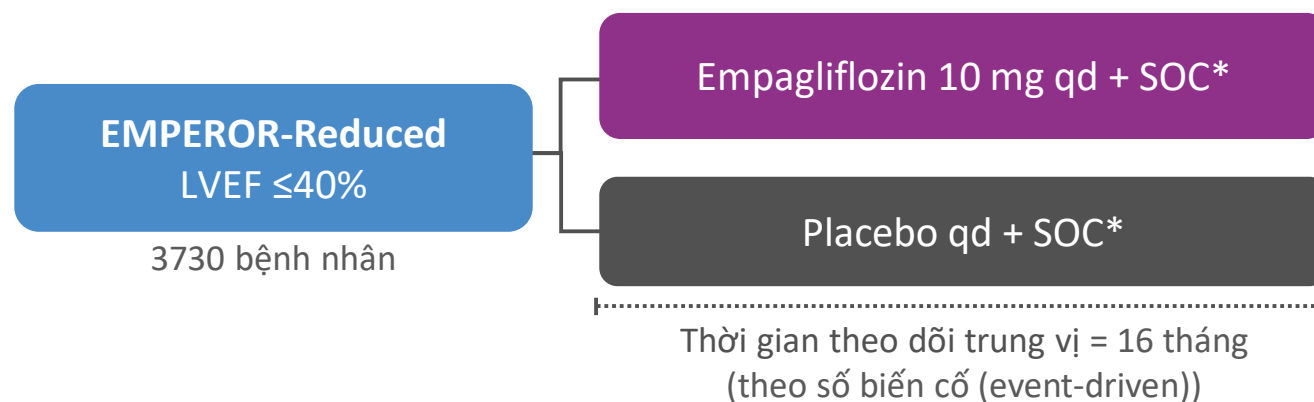 EMPEROR-Reduced
LVEF ≤40%
3730 bệnh nhân
Empagliflozin 10 mg qd + SOC*
Placebo qd + SOC*
Thời gian theo dõi trung vị = 16 tháng
(theo số biến cố (event-driven))